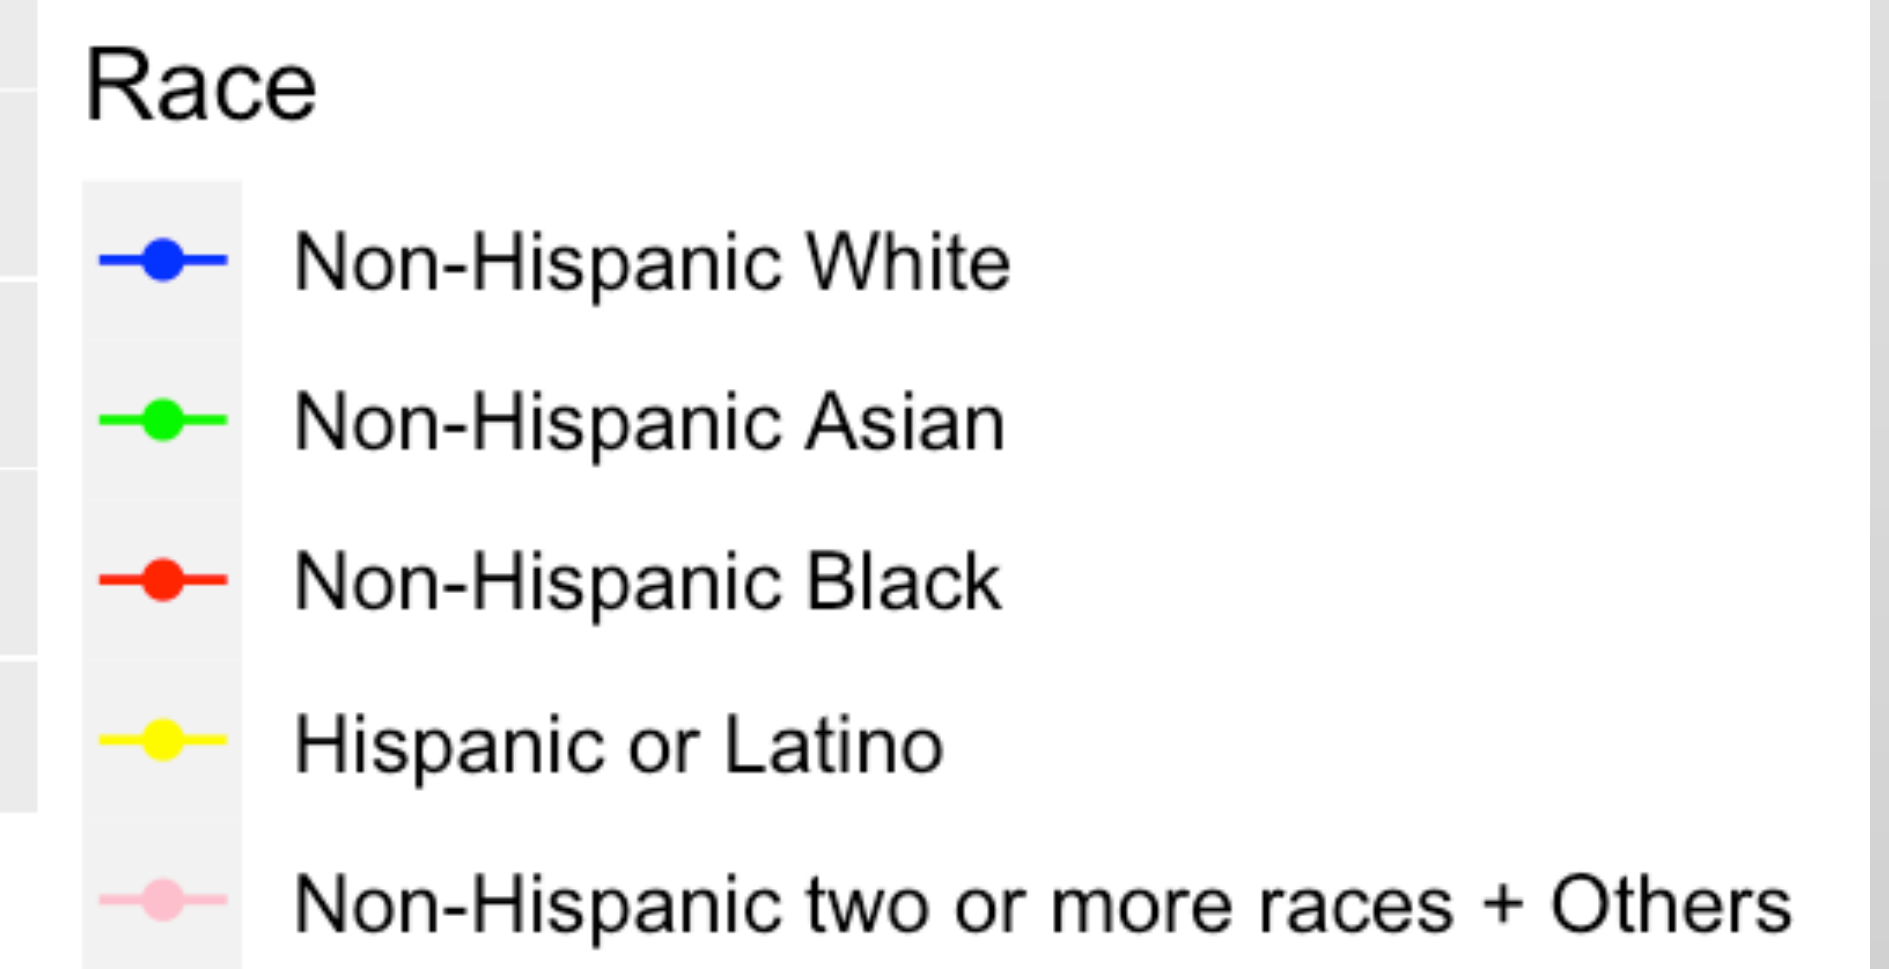 Race
Non-Hispanic White
Non-Hispanic Asian
Non-Hispanic Black
Hispanic or Latino
Non-Hispanic two or more races + Others